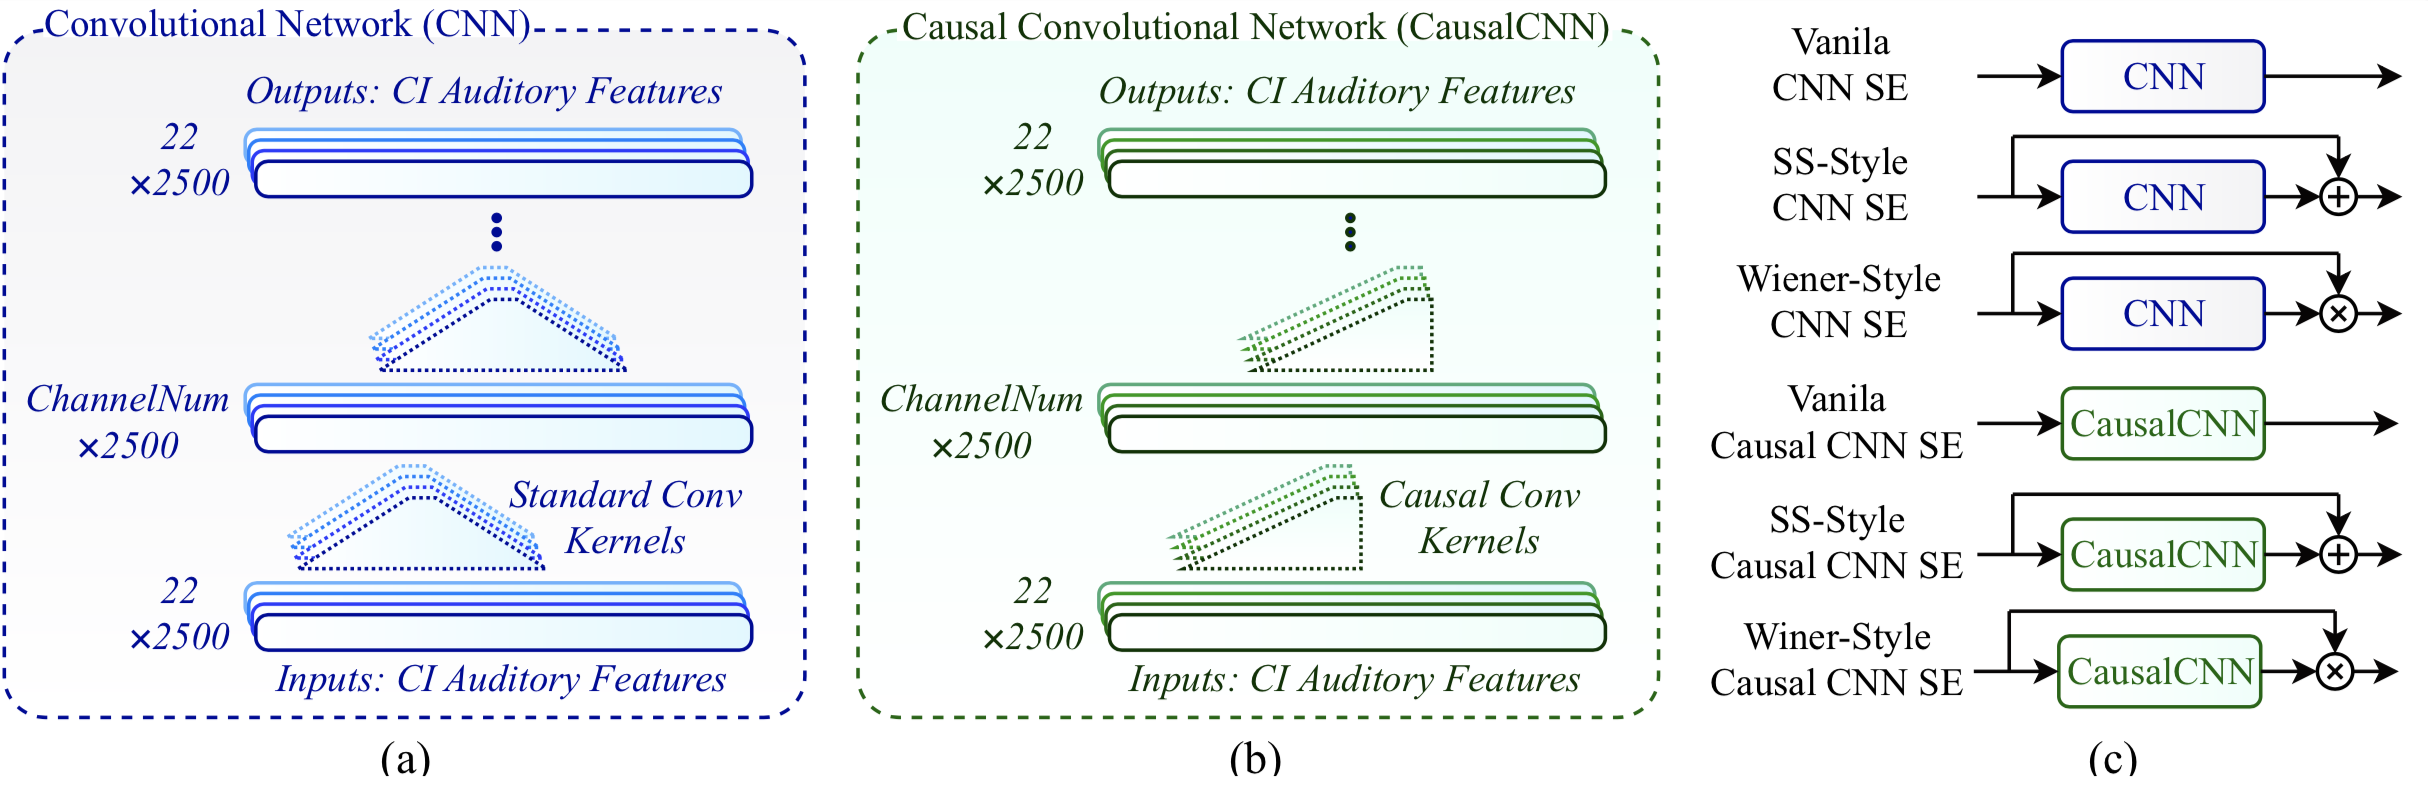 Convolutional Network (CNN)
Outputs: CI Auditory Features
22
×2500
ChannelNum
×2500
Standard Conv
Kernels
22
×2500
Inputs: CI Auditory Features
(a)
Causal Convolutional Network (CausalCNN)
Outputs: CI Auditory Features
22
×2500
ChannelNum
×2500
Causal Conv
Kernels
22
×2500
Inputs: CI Auditory Features
(b)
Vanila
CNN SE
CNN
SS-Style
CNN SE
CNN
Wiener-Style
CNN SE
CNN
Vanila
Causal CNN SE
CausalCNN
SS-Style
Causal CNN SE
CausalCNN
Winer-Style
Causal CNN SE
CausalCNN
(c)